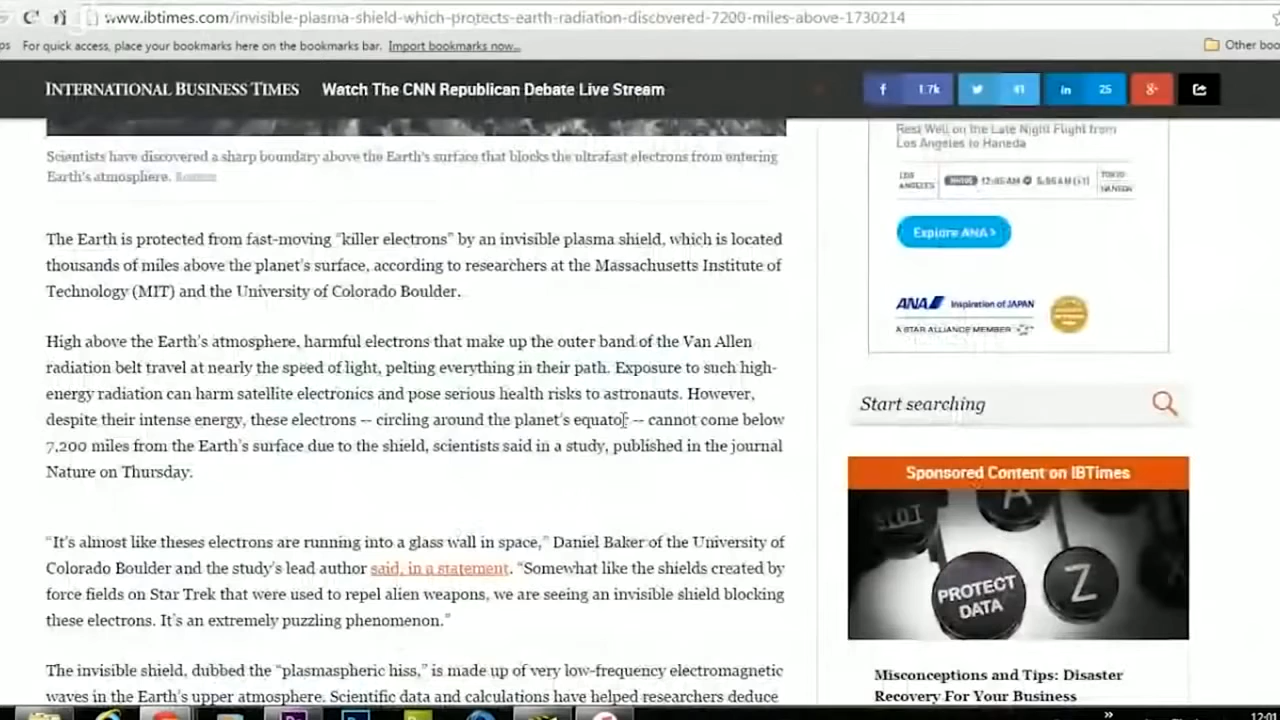 www.ibtimes.com/invisible-plasma-shield-which-protects-earth-radiation-discovered-7200-miles-above-1730214
For quick access, place your bookmarks here on the bookmarks bar. Import bookmarks now...
Other boo
INTERNATIONAL BUSINESS TIMES
Watch The CNN Republican Debate Live Stream
f 1.7k
41
in 25
g+
Scientists have discovered a sharp boundary above the Earth's surface that blocks the ultrafast electrons from entering
Earth's atmosphere.
The Earth is protected from fast-moving “killer electrons” by an invisible plasma shield, which is located
thousands of miles above the planet's surface, according to researchers at the Massachusetts Institute of
Technology (MIT) and the University of Colorado Boulder.
High above the Earth's atmosphere, harmful electrons that make up the outer band of the Van Allen
radiation belt travel at nearly the speed of light, pelting everything in their path. Exposure to such high-
energy radiation can harm satellite electronics and pose serious health risks to astronauts. However,
despite their intense energy, these electrons -- circling around the planet's equator -- cannot come below
7,200 miles from the Earth's surface due to the shield, scientists said in a study, published in the journal
Nature on Thursday.
“It's almost like theses electrons are running into a glass wall in space,” Daniel Baker of the University of
Colorado Boulder and the study's lead author said, in a statement. “Somewhat like the shields created by
force fields on Star Trek that were used to repel alien weapons, we are seeing an invisible shield blocking
these electrons. It's an extremely puzzling phenomenon.”
The invisible shield, dubbed the “plasmaspheric hiss,” is made up of very low-frequency electromagnetic
waves in the Earth's upper atmosphere. Scientific data and calculations have helped researchers deduce
Rest Well on the Late Night Flight from
Los Angeles to Haneda
LOS
ANGELES
TOKYO
HANEDA
Explore ANA >
ANA Inspiration of JAPAN
A STAR ALLIANCE MEMBER
Start searching
Sponsored Content on IBTimes
A
PROTECT
DATA
Z
Misconceptions and Tips: Disaster
Recovery For Your Business